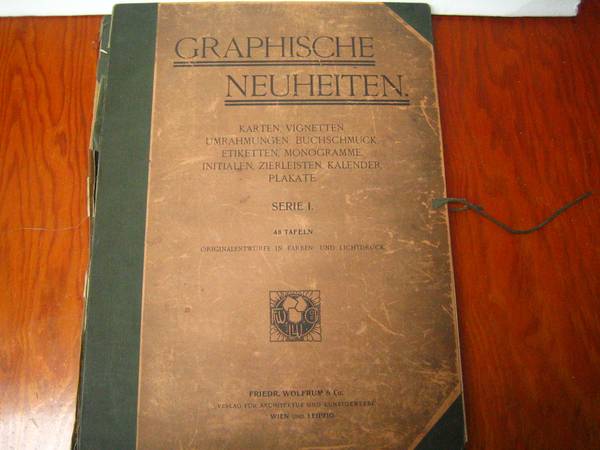 GRAPHISCHE
NEUHEITEN.
KARTEN, VIGNETTEN,
UMRAHMUNGEN, BUCHSCHMUCK,
ETIKETTEN, MONOGRAMME,
INITIALEN, ZIERLEISTEN, KALENDER,
PLAKATE
SERIE I.
48 TAFELN
ORIGINALENTWÜRFE IN FARBEN- UND LICHTDRUCK
FRIEDR. WOLFRUM & Co.
VERLAG FÜR ARCHITEKTUR UND KUNSTGEWERBE
WIEN UND LEIPZIG